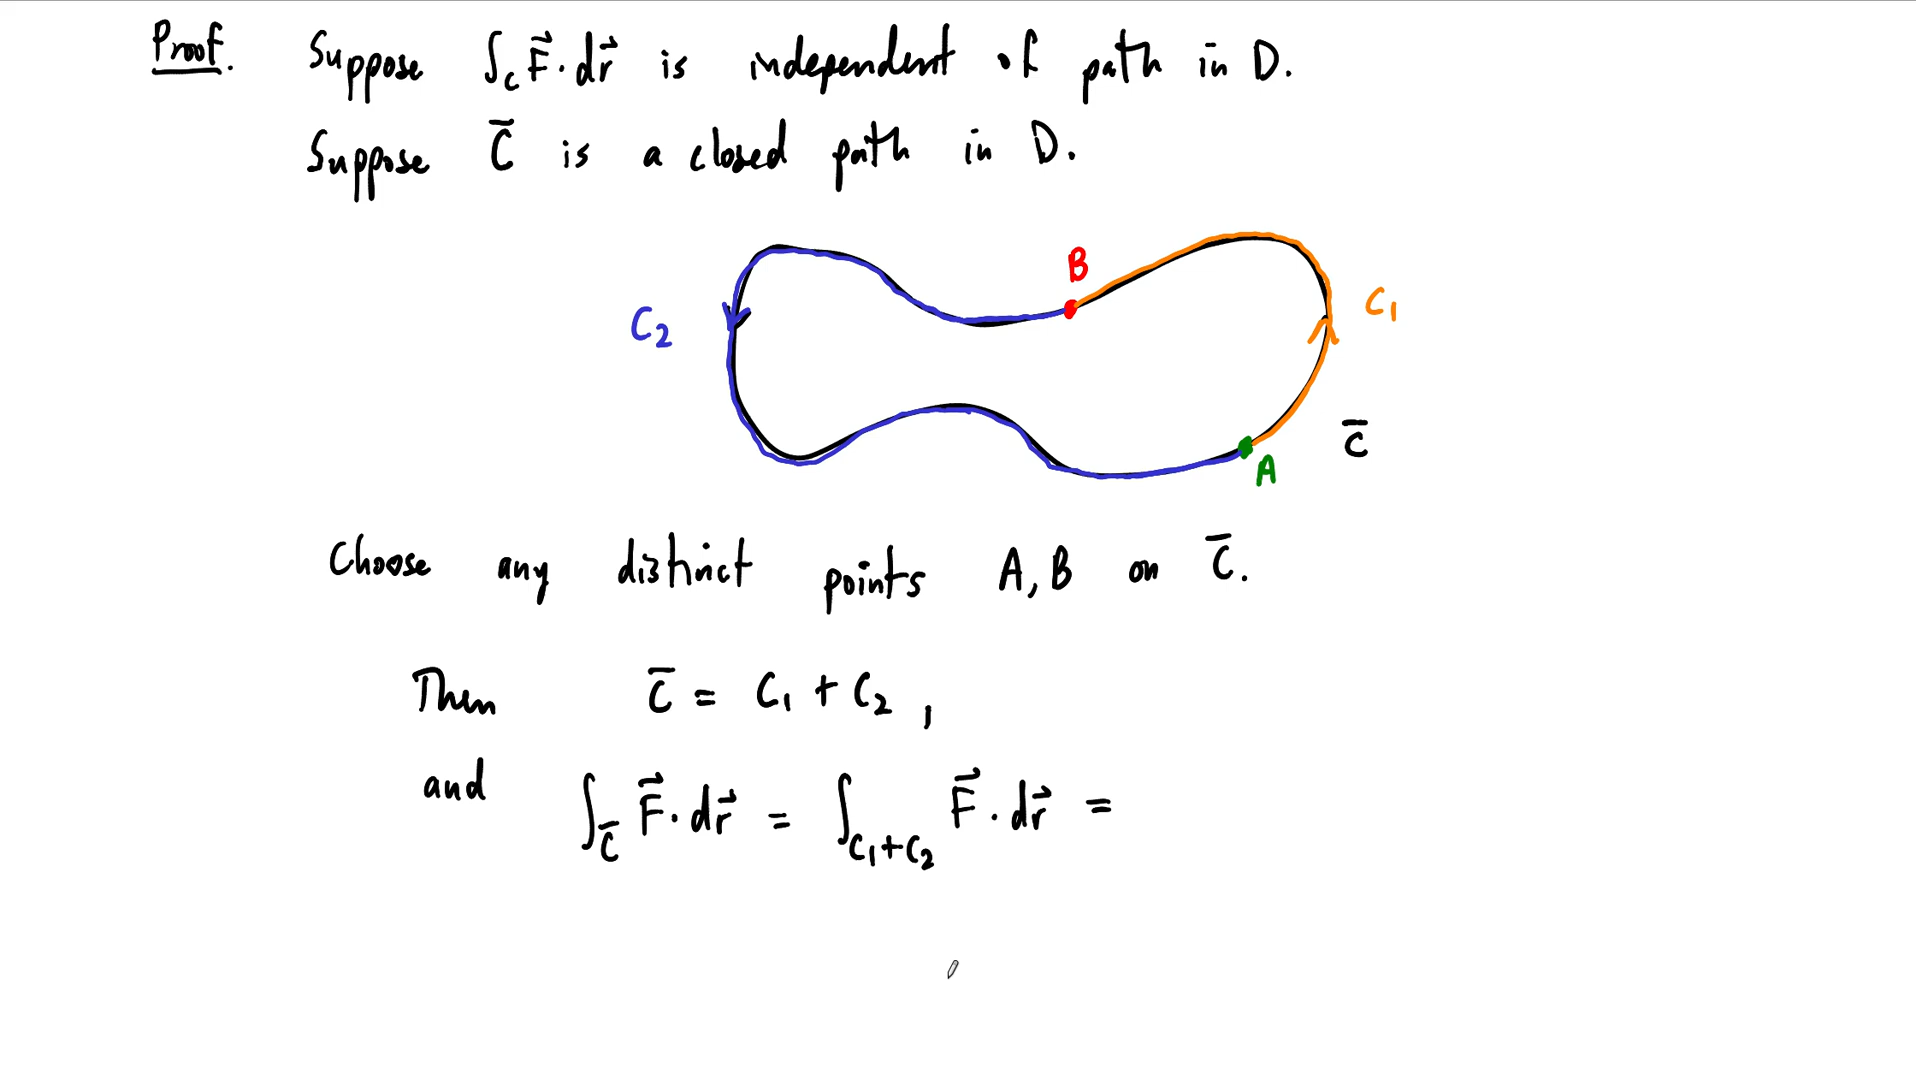 Proof. Suppose ∫_C F⃗ · dr⃗ is independent of path in D.
Suppose C̄ is a closed path in D.
B
C₂
C₁
C̄
A
Choose any distinct points A, B on C̄.
Then C̄ = C₁ + C₂ ,
and ∫_C̄ F⃗ · dr⃗ = ∫_C₁+C₂ F⃗ · dr⃗ =